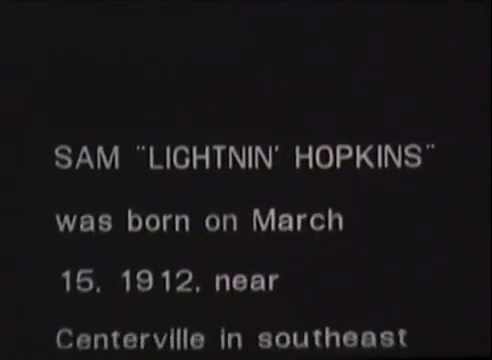 SAM "LIGHTNIN' HOPKINS"
was born on March
15, 1912, near
Centerville in southeast